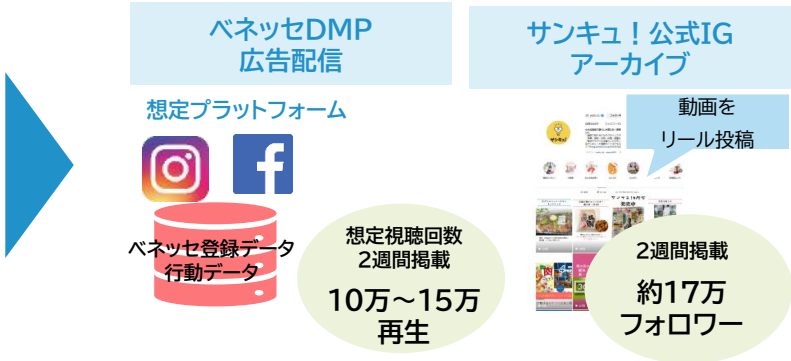 ベネッセDMP
広告配信
サンキュ！公式IG
アーカイブ
想定プラットフォーム
動画を
リール投稿
サンキュ!
ベネッセ登録データ
行動データ
想定視聴回数
2週間掲載
10万～15万
再生
2週間掲載
約17万
フォロワー